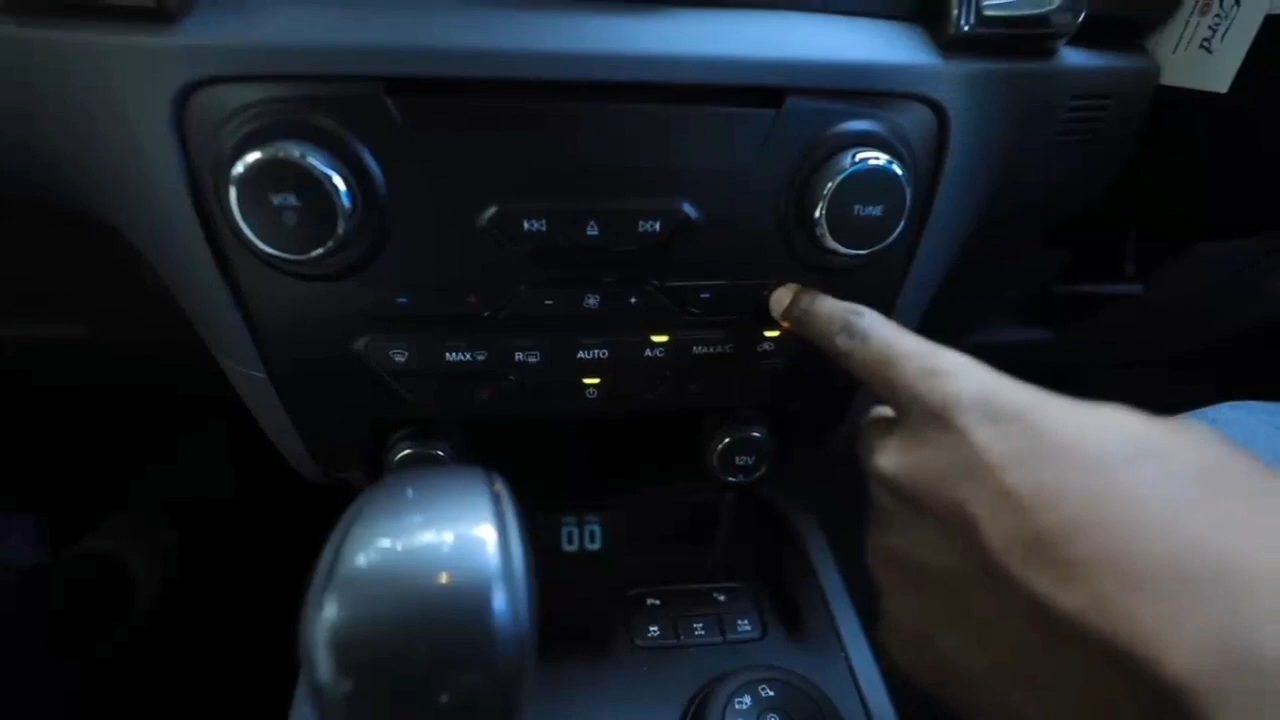 Ford
VOL
TUNE
- +
-
MAX R AUTO A/C MAX A/C
12V
00